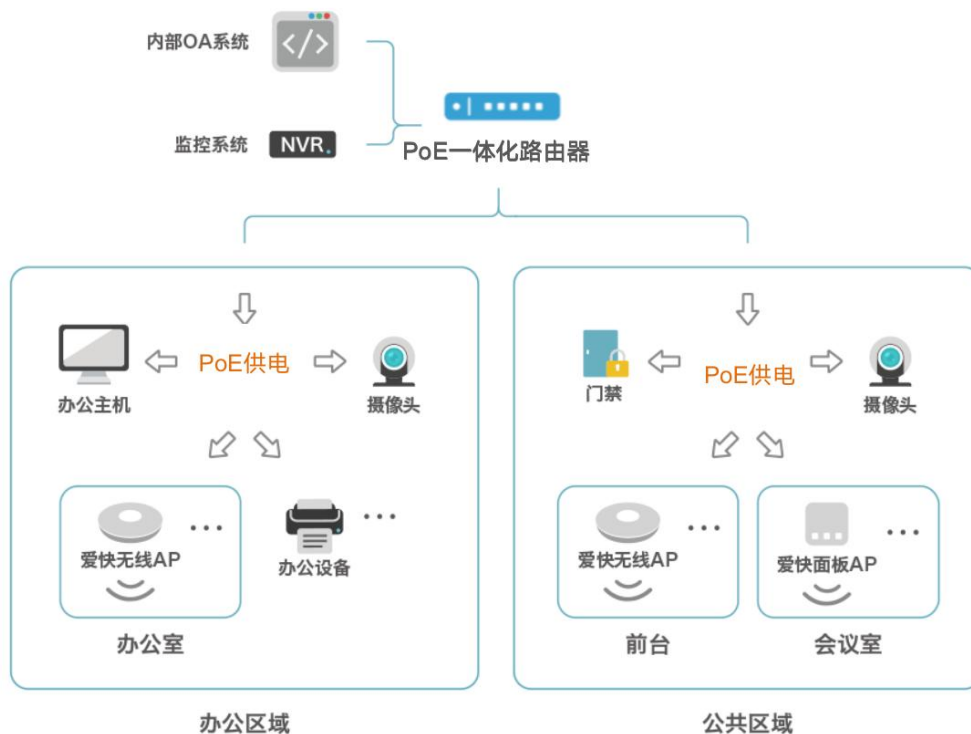 内部OA系统
</>
监控系统
NVR.
PoE一体化路由器
PoE供电
办公主机
摄像头
爱快无线AP
...
办公设备
...
办公室
办公区域
PoE供电
门禁
摄像头
爱快无线AP
...
前台
爱快面板AP
...
会议室
公共区域